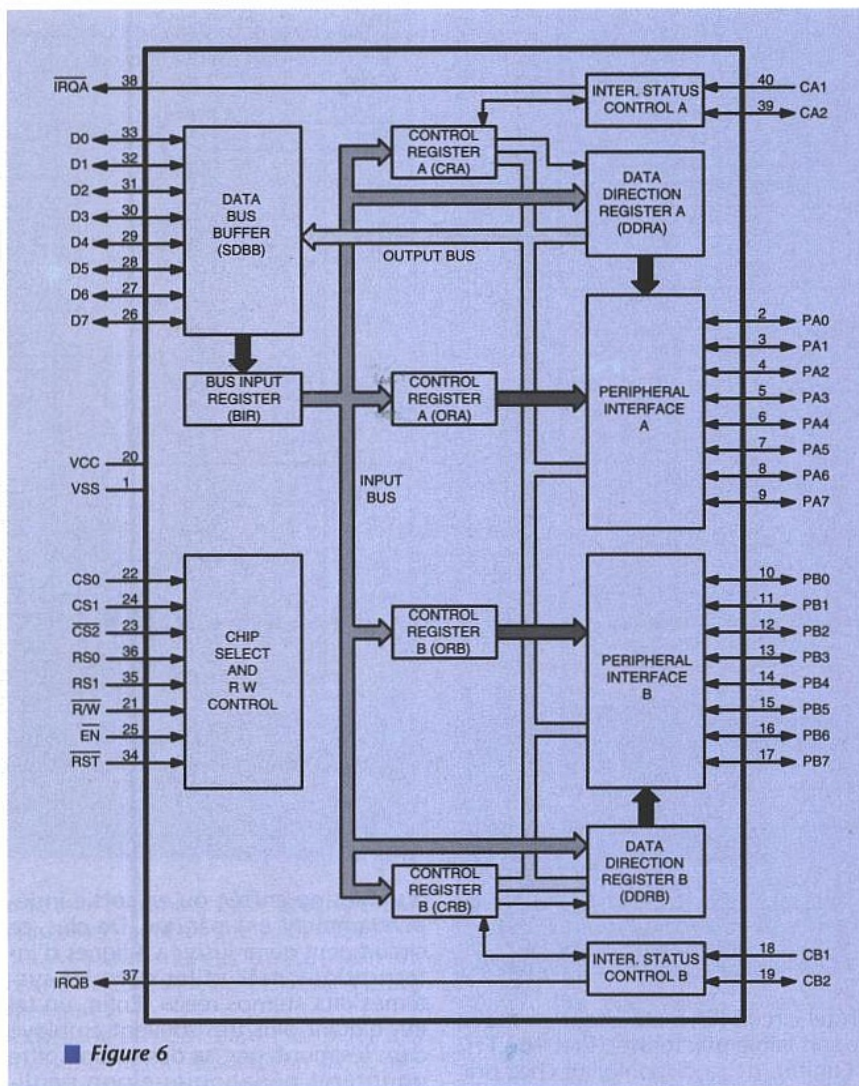 IRQA
38
40
CA1
39
CA2
INTER. STATUS
CONTROL A
D0
33
D1
32
D2
31
D3
30
D4
29
D5
28
D6
27
D7
26
DATA
BUS
BUFFER
(SDBB)
CONTROL
REGISTER
A (CRA)
DATA
DIRECTION
REGISTER A
(DDRA)
OUTPUT BUS
BUS INPUT
REGISTER
(BIR)
CONTROL
REGISTER
A (ORA)
PERIPHERAL
INTERFACE
A
2
PA0
3
PA1
4
PA2
5
PA3
6
PA4
7
PA5
8
PA6
9
PA7
VCC
20
VSS
1
INPUT
BUS
CS0
22
CS1
24
CS2
23
RS0
36
RS1
35
R/W
21
EN
25
RST
34
CHIP
SELECT
AND
R W
CONTROL
CONTROL
REGISTER
B (ORB)
PERIPHERAL
INTERFACE
B
10
PB0
11
PB1
12
PB2
13
PB3
14
PB4
15
PB5
16
PB6
17
PB7
CONTROL
REGISTER
B (CRB)
DATA
DIRECTION
REGISTER B
(DDRB)
INTER. STATUS
CONTROL B
18
CB1
19
CB2
IRQB
37
Figure 6